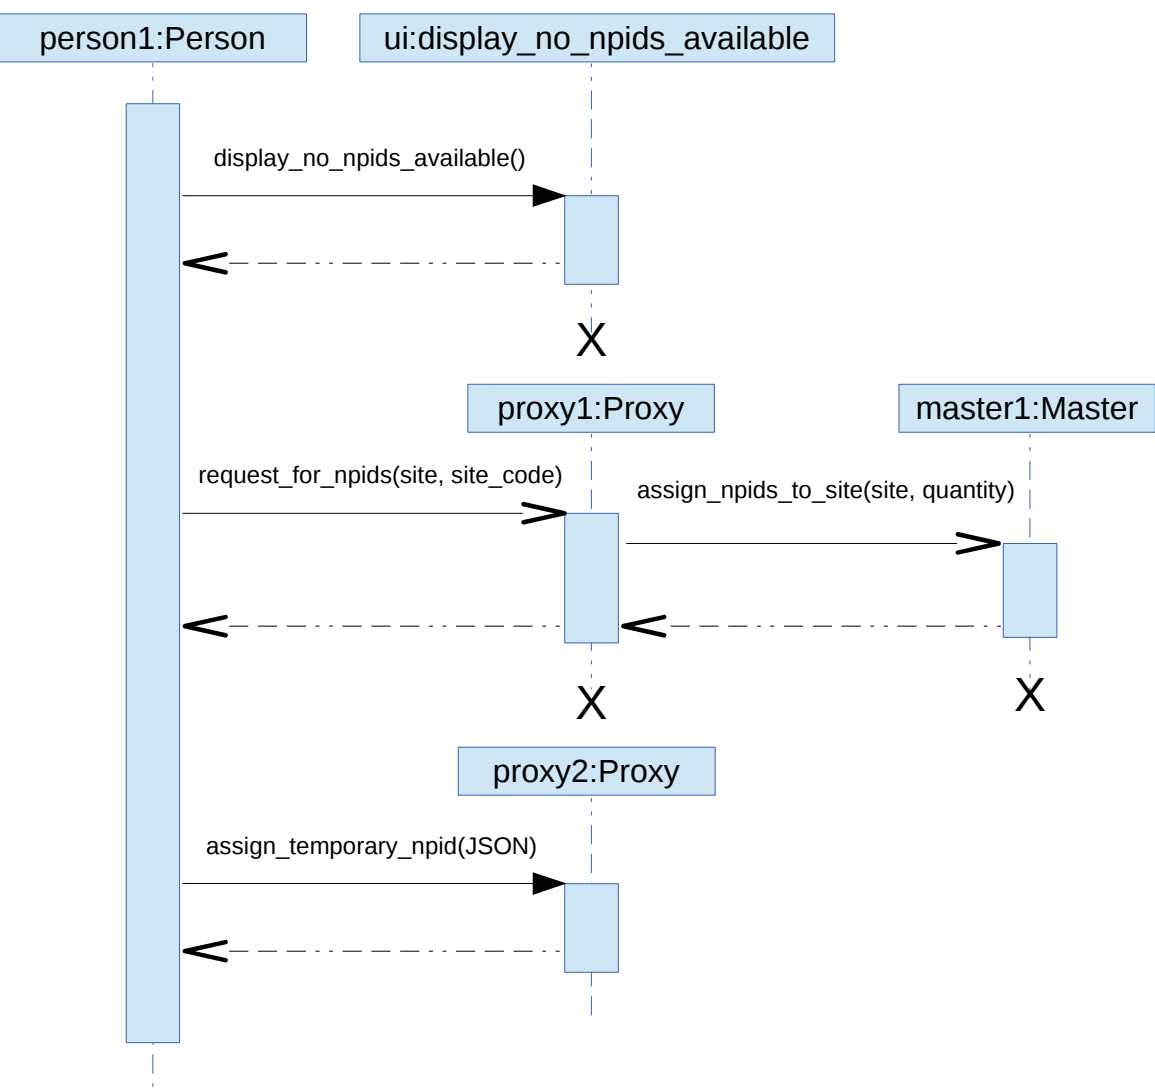 person1:Person
ui:display_no_npids_available
display_no_npids_available()
X
proxy1:Proxy
master1:Master
request_for_npids(site, site_code)
assign_npids_to_site(site, quantity)
X
X
proxy2:Proxy
assign_temporary_npid(JSON)